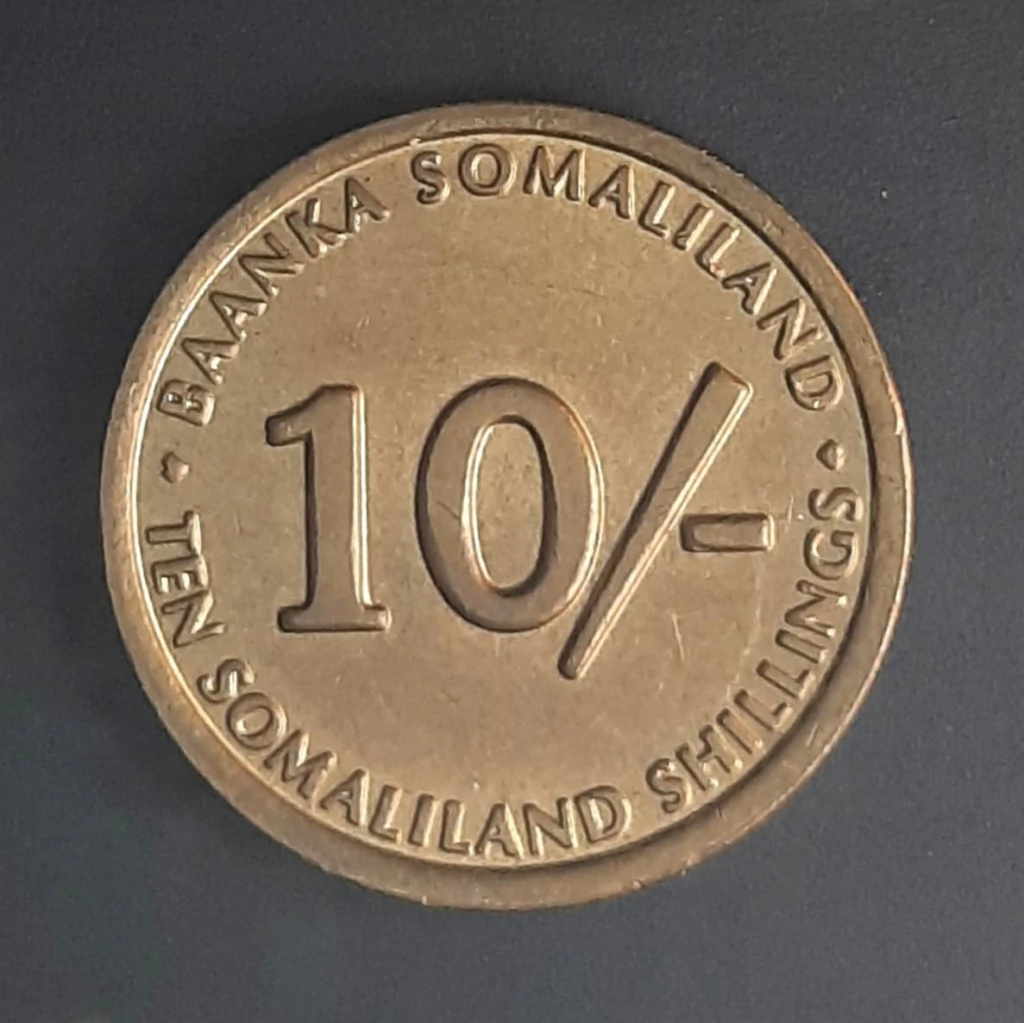 BAANKA SOMALILAND
10/-
TEN SOMALILAND SHILLINGS